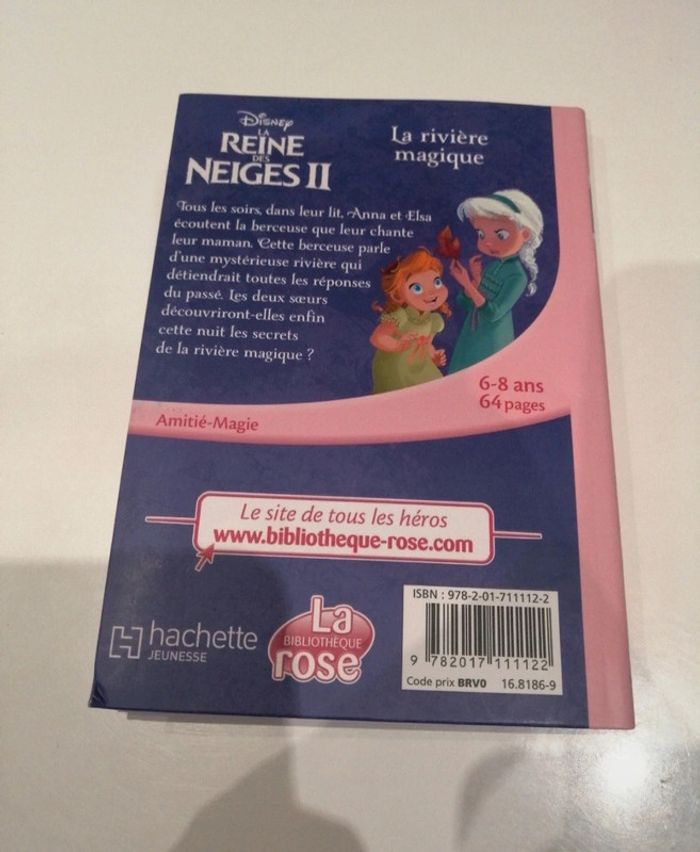 Disney
LA
REINE
DES
NEIGES II
La rivière
magique
Tous les soirs, dans leur lit, Anna et Elsa
écoutent la berceuse que leur chante
leur maman. Cette berceuse parle
d'une mystérieuse rivière qui
détiendrait toutes les réponses
du passé. Les deux sœurs
découvriront-elles enfin
cette nuit les secrets
de la rivière magique ?
6-8 ans
64 pages
Amitié-Magie
Le site de tous les héros
www.bibliotheque-rose.com
hachette
JEUNESSE
La
BIBLIOTHÈQUE
rose
ISBN : 978-2-01-711112-2
9 782017 111122
Code prix BRV0 16.8186-9